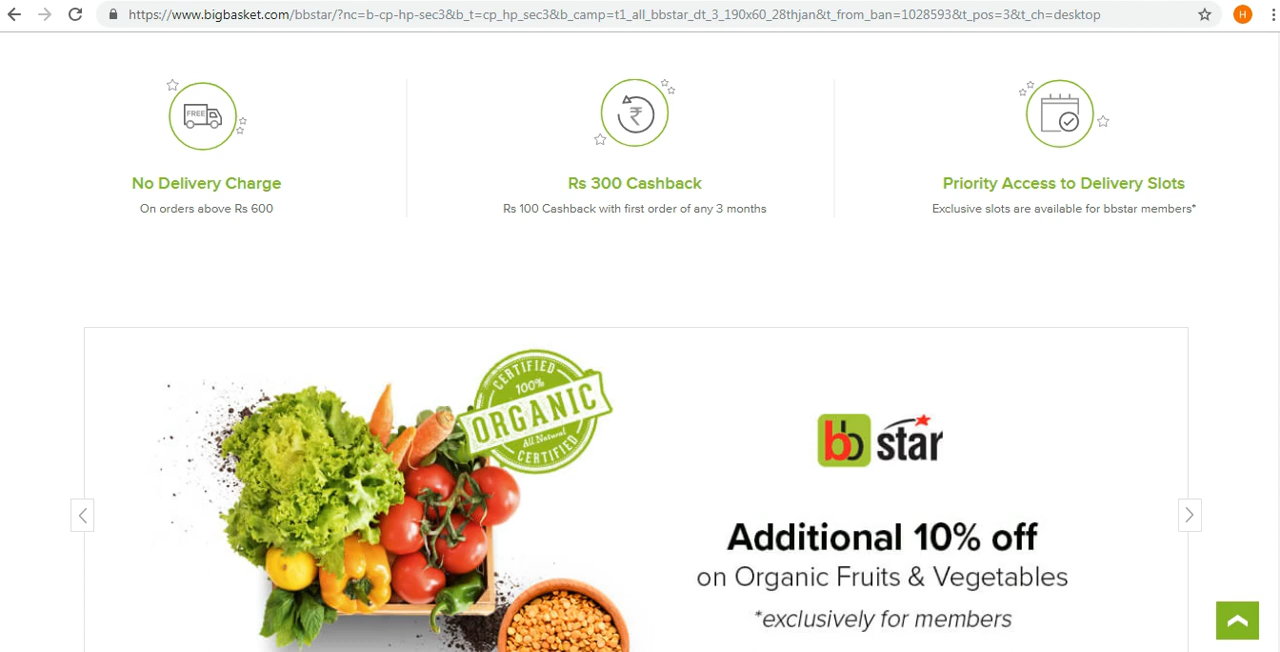 https://www.bigbasket.com/bbstar/?nc=b-cp-hp-sec3&b_t=cp_hp_sec3&b_camp=t1_all_bbstar_dt_3_190x60_28thjan&t_from_ban=1028593&t_pos=3&t_ch=desktop
H
FREE
₹
No Delivery Charge
Rs 300 Cashback
Priority Access to Delivery Slots
On orders above Rs 600
Rs 100 Cashback with first order of any 3 months
Exclusive slots are available for bbstar members*
CERTIFIED
100%
ORGANIC
All Natural
CERTIFIED
bb star
Additional 10% off
on Organic Fruits & Vegetables
*exclusively for members